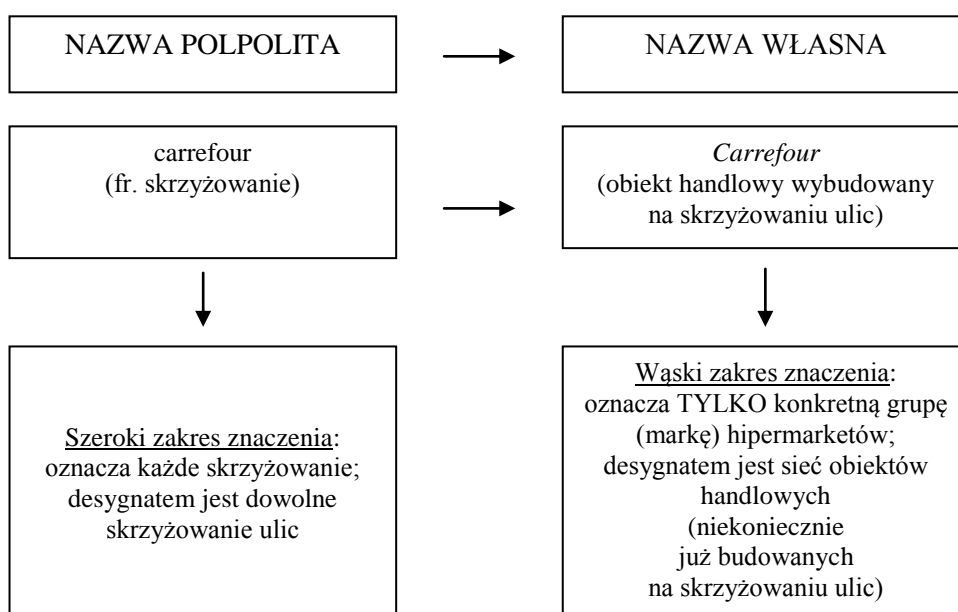 NAZWA POLPOLITA
NAZWA WŁASNA
carrefour
(fr. skrzyżowanie)
Carrefour
(obiekt handlowy wybudowany
na skrzyżowaniu ulic)
Szeroki zakres znaczenia:
oznacza każde skrzyżowanie;
desygnatem jest dowolne
skrzyżowanie ulic
Wąski zakres znaczenia:
oznacza TYLKO konkretną grupę
(markę) hipermarketów;
desygnatem jest sieć obiektów
handlowych
(niekoniecznie
już budowanych
na skrzyżowaniu ulic)